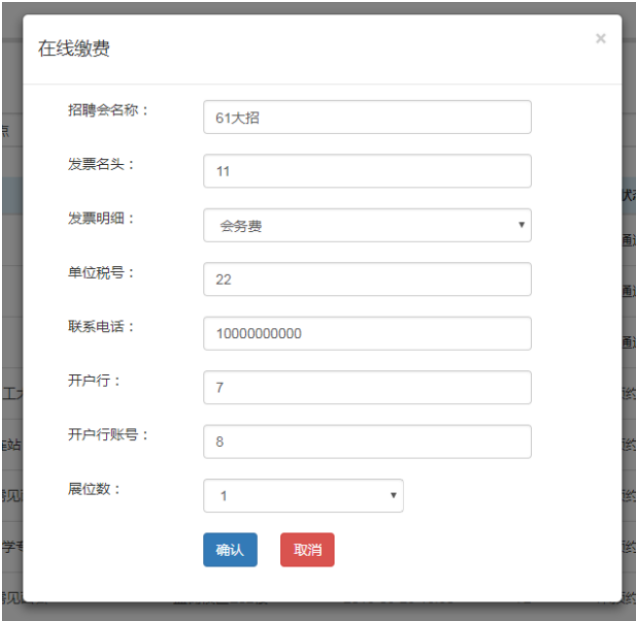 在线缴费
×
招聘会名称：
61大招
发票名头：
11
发票明细：
会务费
单位税号：
22
联系电话：
10000000000
开户行：
7
开户行账号：
8
展位数：
1
确认
取消